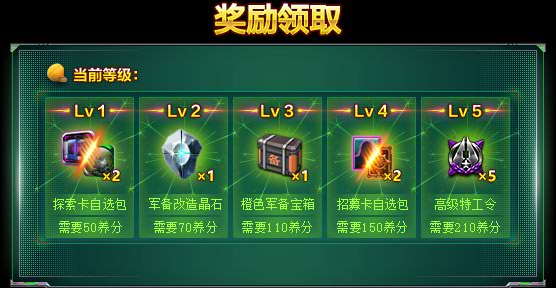 奖励领取
当前等级：
Lv 1
Lv 2
Lv 3
Lv 4
Lv 5
备
×2
×1
×1
×2
×5
探索卡自选包
军备改造晶石
橙色军备宝箱
招募卡自选包
高级特工令
需要50养分
需要70养分
需要110养分
需要150养分
需要210养分